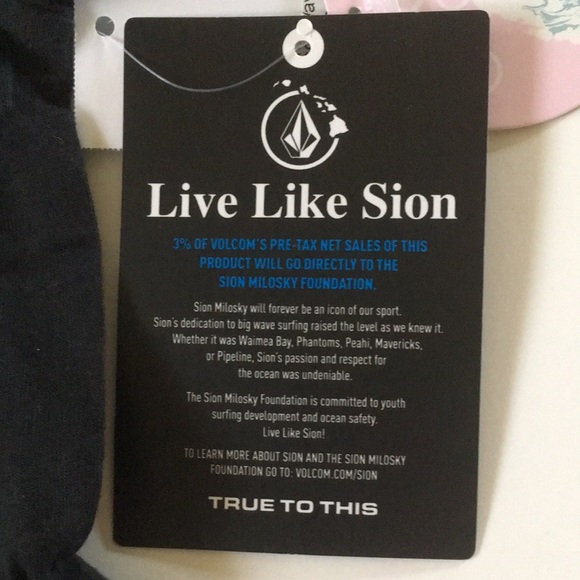 Live Like Sion
3% OF VOLCOM'S PRE-TAX NET SALES OF THIS
PRODUCT WILL GO DIRECTLY TO THE
SION MILOSKY FOUNDATION.
Sion Milosky will forever be an icon of our sport.
Sion's dedication to big wave surfing raised the level as we knew it.
Whether it was Waimea Bay, Phantoms, Peahi, Mavericks,
or Pipeline, Sion's passion and respect for
the ocean was undeniable.
The Sion Milosky Foundation is committed to youth
surfing development and ocean safety.
Live Like Sion!
TO LEARN MORE ABOUT SION AND THE SION MILOSKY
FOUNDATION GO TO: VOLCOM.COM/SION
TRUE TO THIS